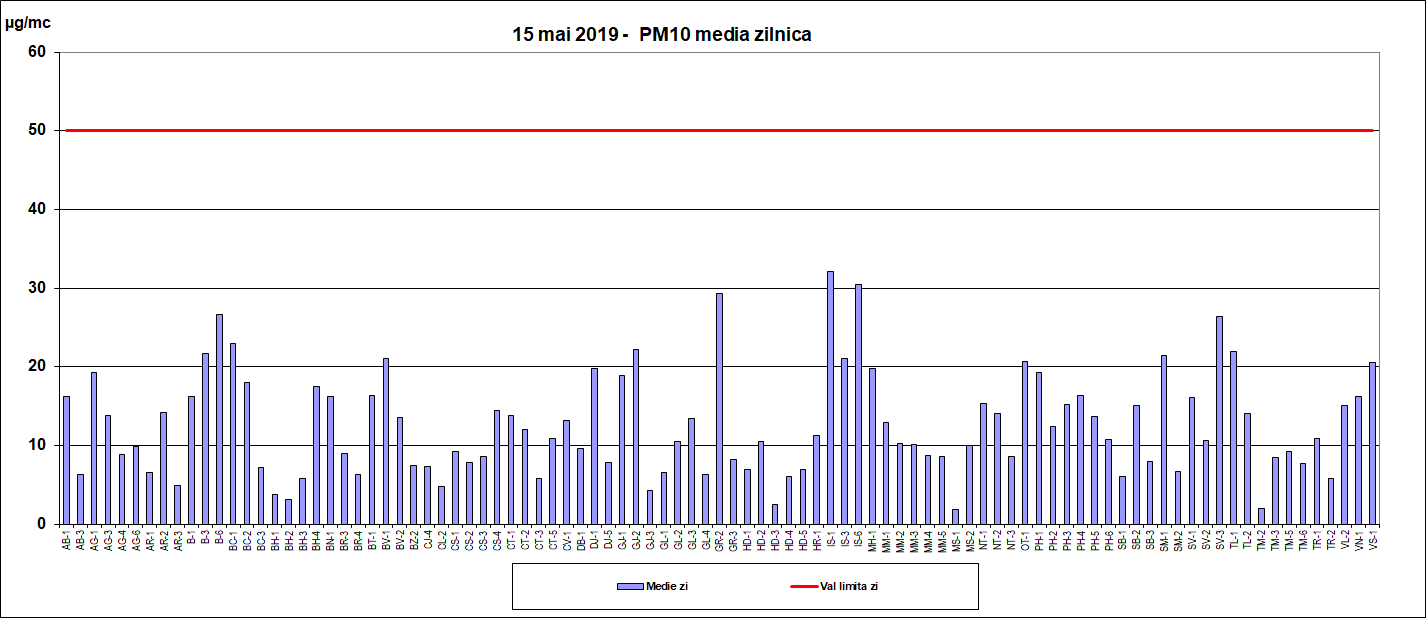 µg/mc
15 mai 2019 - PM10 media zilnica
60
50
40
30
20
10
0
AB-1 AB-3 AG-1 AG-3 AG-4 AG-6 AR-1 AR-2 AR-3 B-1 B-3 B-6 BC-1 BC-2 BC-3 BH-1 BH-2 BH-3 BH-4 BN-1 BR-3 BR-4 BT-1 BV-1 BV-2 BZ-2 CJ-4 CL-2 CS-1 CS-2 CS-3 CS-4 CT-1 CT-2 CT-3 CT-5 CV-1 DB-1 DJ-1 DJ-5 GJ-1 GJ-2 GJ-3 GL-1 GL-2 GL-3 GL-4 GR-2 GR-3 HD-1 HD-2 HD-3 HD-4 HD-5 HR-1 IS-1 IS-3 IS-6 MH-1 MM-1 MM-2 MM-3 MM-4 MM-5 MS-1 MS-2 NT-1 NT-2 NT-3 OT-1 PH-1 PH-2 PH-3 PH-4 PH-5 PH-6 SB-1 SB-2 SB-3 SM-1 SM-2 SV-1 SV-2 SV-3 TL-1 TL-2 TM-2 TM-3 TM-5 TM-6 TR-1 TR-2 VL-2 VN-1 VS-1
Medie zi Val limita zi